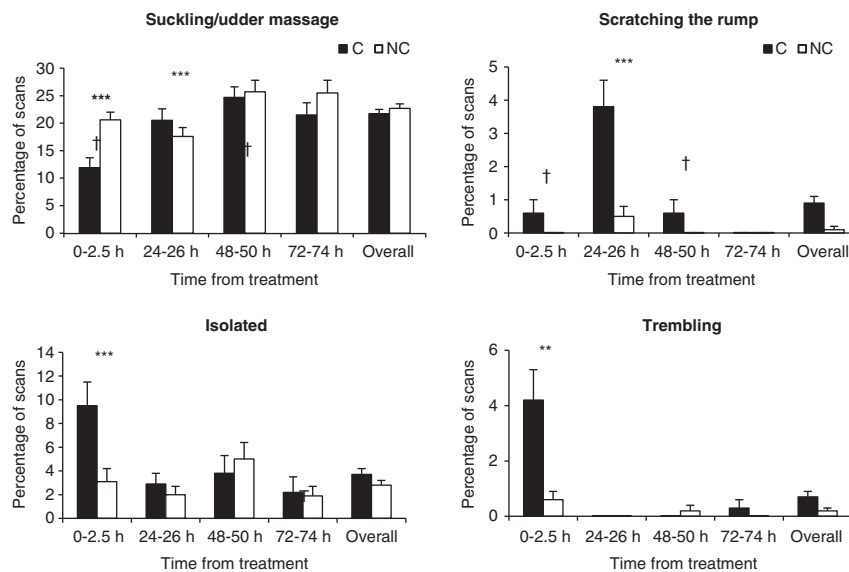 Suckling/udder massage
■ C □ NC
Percentage of scans
30
25
20
15
10
5
0
***
†
***
†
0-2.5 h 24-26 h 48-50 h 72-74 h Overall
Time from treatment
Scratching the rump
■ C □ NC
Percentage of scans
5
4
3
2
1
0
†
***
†
0-2.5 h 24-26 h 48-50 h 72-74 h Overall
Time from treatment
Isolated
Percentage of scans
14
12
10
8
6
4
2
0
***
0-2.5 h 24-26 h 48-50 h 72-74 h Overall
Time from treatment
Trembling
Percentage of scans
6
4
2
0
**
0-2.5 h 24-26 h 48-50 h 72-74 h Overall
Time from treatment